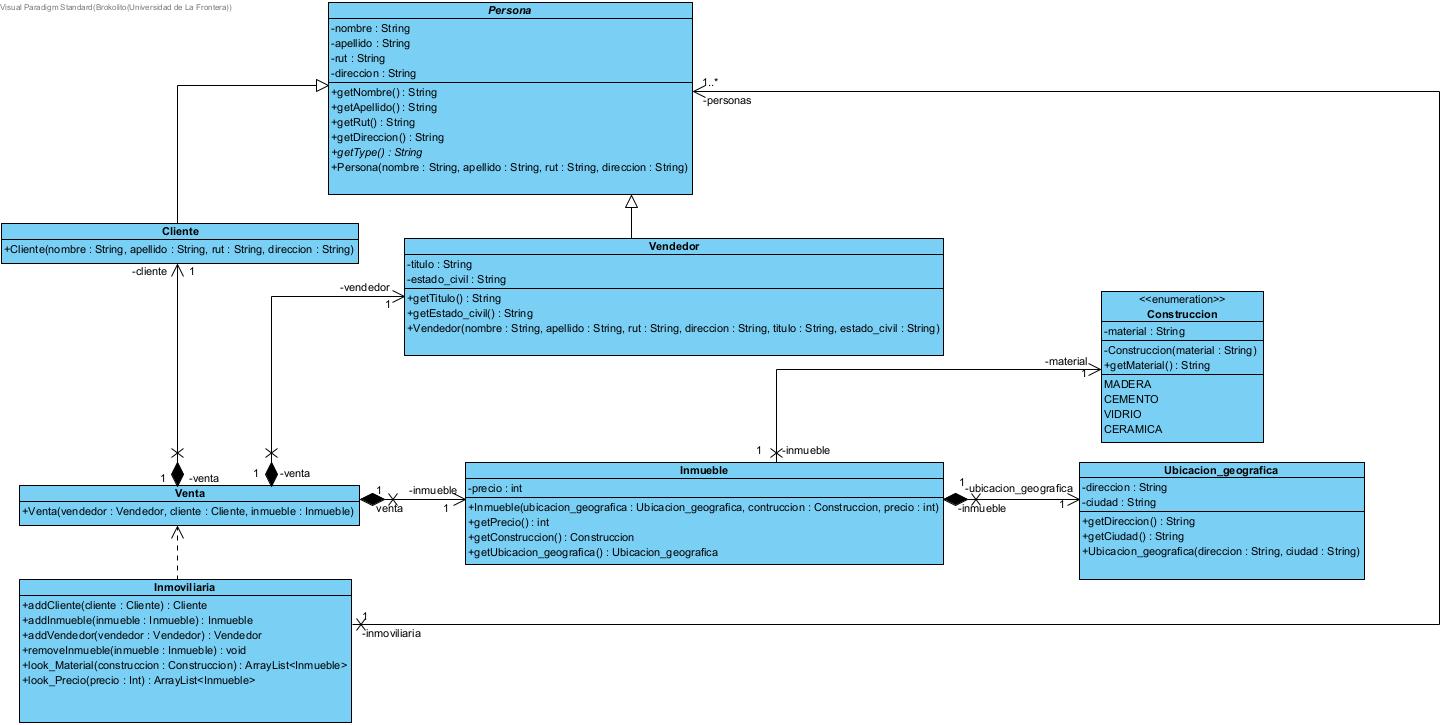 Visual Paradigm Standard(Brokolito(Universidad de La Frontera))
Persona
-nombre : String
-apellido : String
-rut : String
-direccion : String
+getNombre() : String
+getApellido() : String
+getRut() : String
+getDireccion() : String
+getType() : String
+Persona(nombre : String, apellido : String, rut : String, direccion : String)
1..*
-personas
Cliente
+Cliente(nombre : String, apellido : String, rut : String, direccion : String)
-cliente
1
Vendedor
-titulo : String
-estado_civil : String
+getTitulo() : String
+getEstado_civil() : String
+Vendedor(nombre : String, apellido : String, rut : String, direccion : String, titulo : String, estado_civil : String)
-vendedor
1
<<enumeration>>
Construccion
-material : String
-Construccion(material : String)
+getMaterial() : String
MADERA
CEMENTO
VIDRIO
CERAMICA
-material
1
1
-inmueble
1
-venta
1
-venta
Venta
+Venta(vendedor : Vendedor, cliente : Cliente, inmueble : Inmueble)
1
venta
-inmueble
1
Inmueble
-precio : int
+Inmueble(ubicacion_geografica : Ubicacion_geografica, contruccion : Construccion, precio : int)
+getPrecio() : int
+getConstruccion() : Construccion
+getUbicacion_geografica() : Ubicacion_geografica
1
-ubicacion_geografica
-inmueble
1
Ubicacion_geografica
-direccion : String
-ciudad : String
+getDireccion() : String
+getCiudad() : String
+Ubicacion_geografica(direccion : String, ciudad : String)
Inmoviliaria
+addCliente(cliente : Cliente) : Cliente
+addInmueble(inmueble : Inmueble) : Inmueble
+addVendedor(vendedor : Vendedor) : Vendedor
+removeInmueble(inmueble : Inmueble) : void
+look_Material(construccion : Construccion) : ArrayList<Inmueble>
+look_Precio(precio : Int) : ArrayList<Inmueble>
1
-inmoviliaria